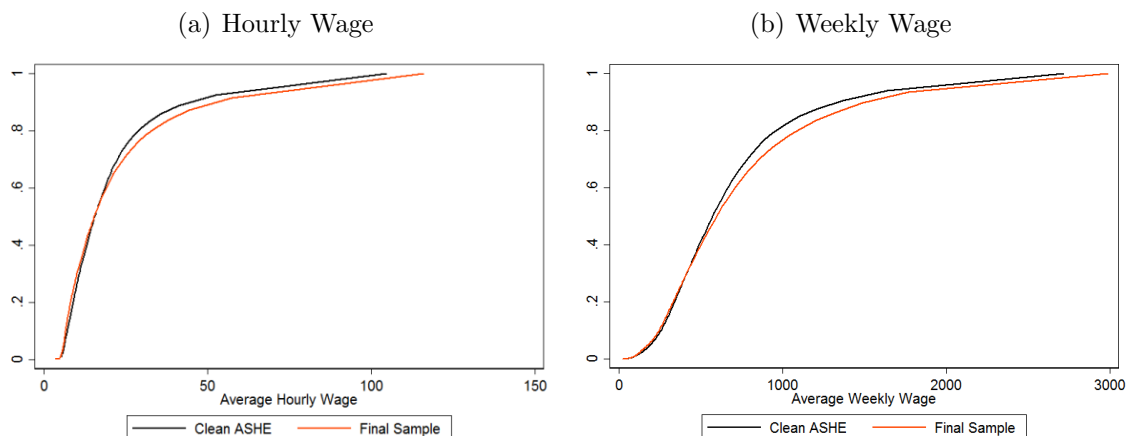 (a) Hourly Wage
1
.8
.6
.4
.2
0
0 50 100 150
Average Hourly Wage
Clean ASHE Final Sample
(b) Weekly Wage
1
.8
.6
.4
.2
0
0 1000 2000 3000
Average Weekly Wage
Clean ASHE Final Sample